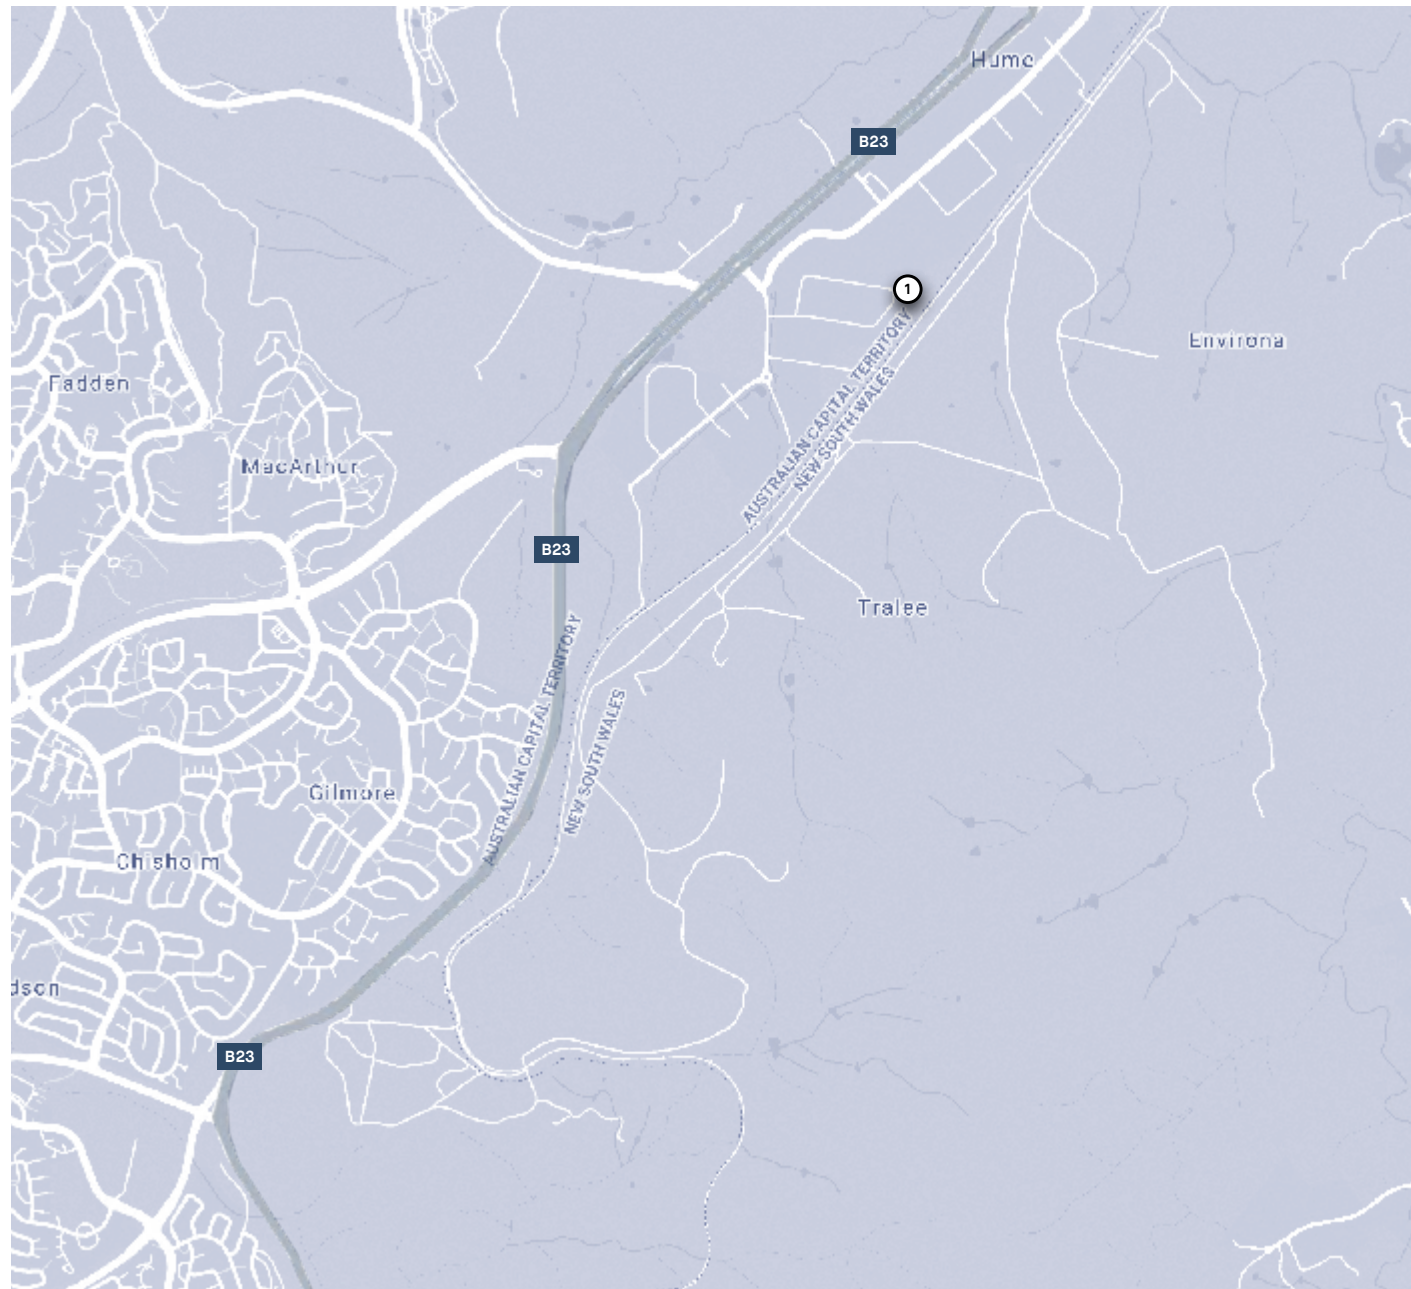 Hume
B23
1
Environa
AUSTRALIAN CAPITAL TERRITORY
NEW SOUTH WALES
Fadden
MacArthur
B23
Tralee
AUSTRALIAN CAPITAL TERRITORY
NEW SOUTH WALES
Gilmore
Chisholm
dson
B23